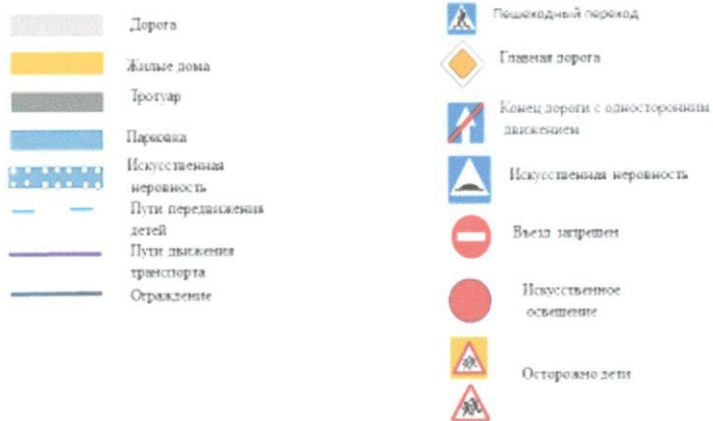 Дорога
Жилые дома
Тротуар
Парковка
Искусственная
неровность
Пути передвижения
детей
Пути движения
транспорта
Ограждение
Пешеходный переход
Главная дорога
Конец дороги с односторонним
движением
Искусственная неровность
Въезд запрещен
Искусственное
освещение
Осторожно дети